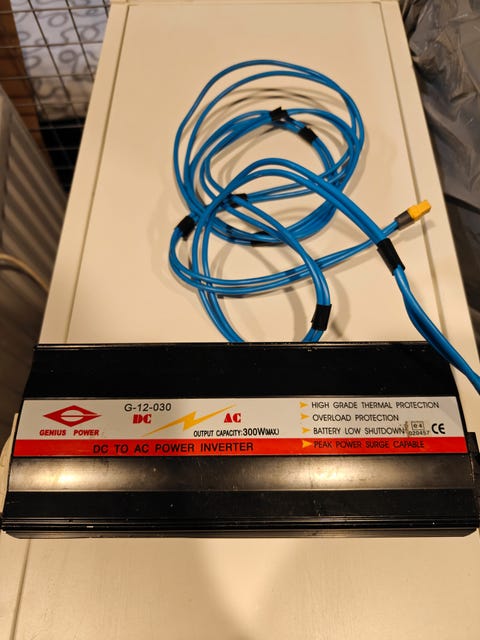 G-12-030
DC AC
GENIUS POWER
OUTPUT CAPACITY:300W(MAX.)
DC TO AC POWER INVERTER
HIGH GRADE THERMAL PROTECTION
OVERLOAD PROTECTION
BATTERY LOW SHUTDOWN
PEAK POWER SURGE CAPABLE
e4
020457
CE